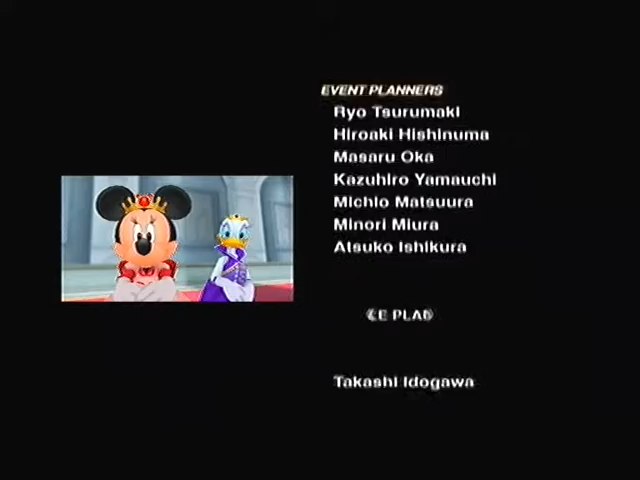 EVENT PLANNERS
Ryo Tsurumaki
Hiroaki Hishinuma
Masaru Oka
Kazuhiro Yamauchi
Michio Matsuura
Minori Miura
Atsuko Ishikura
Takashi Idogawa